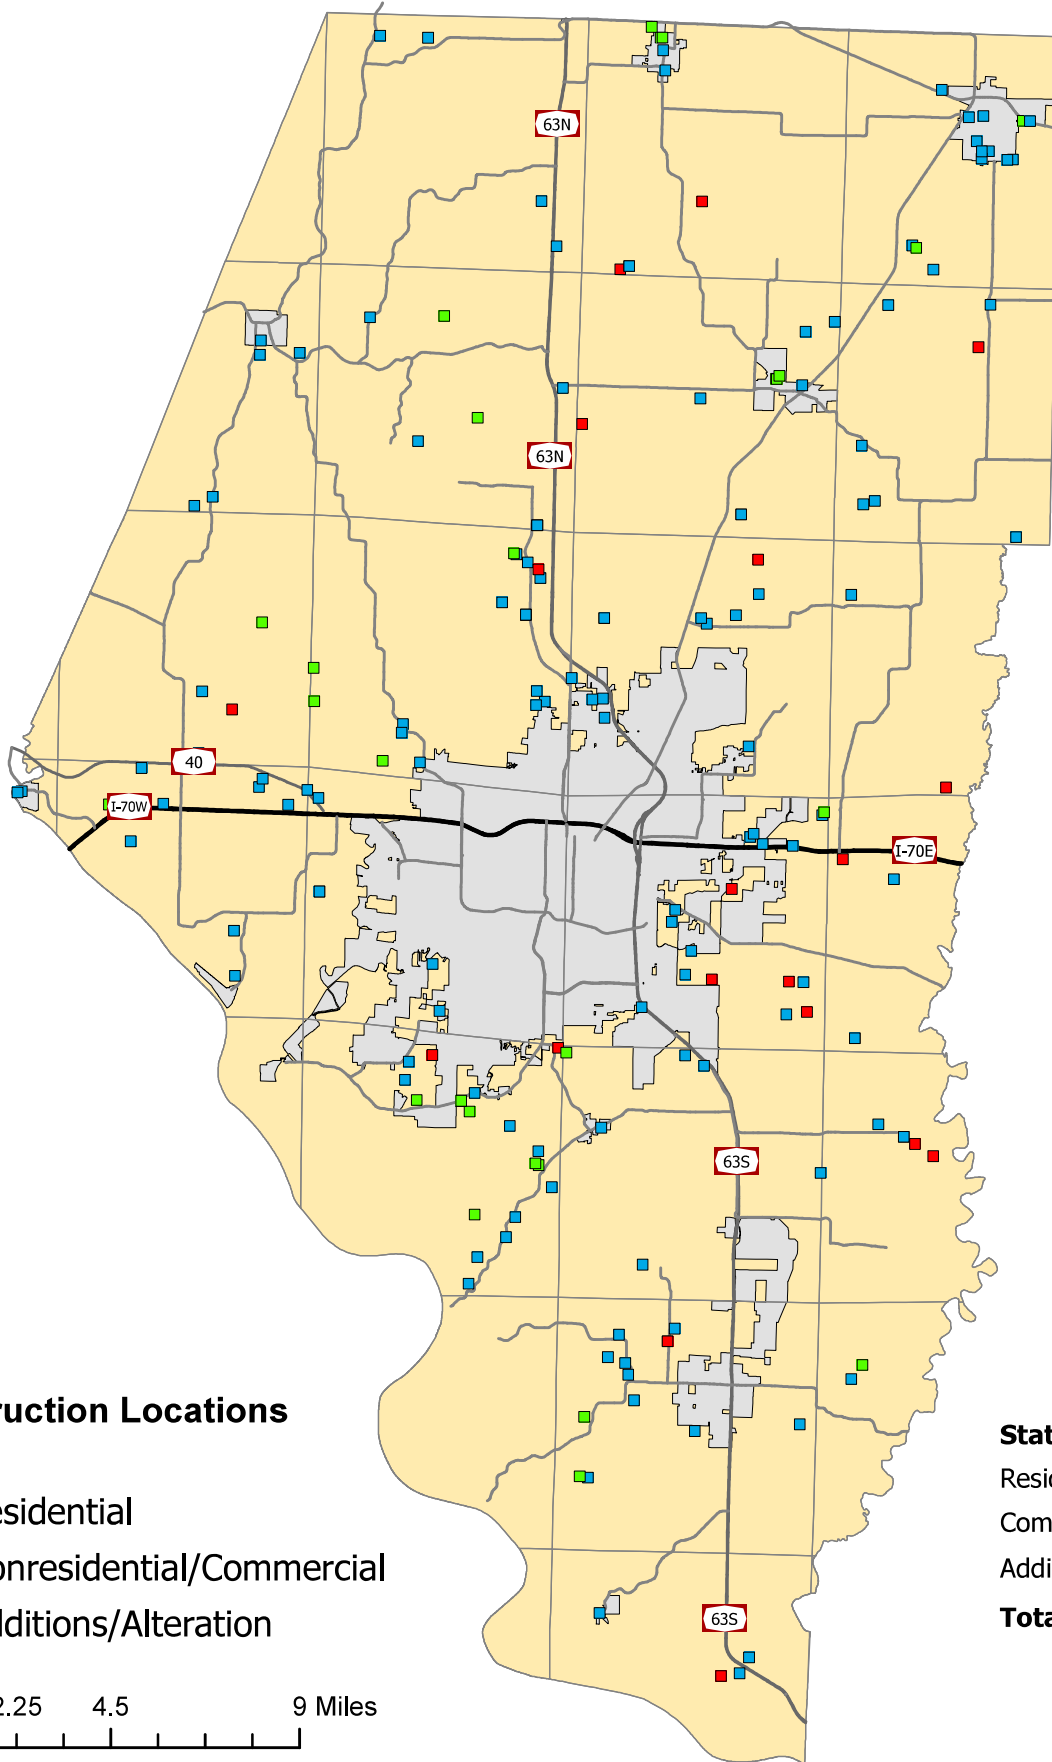 63N
63N
40
I-70W
I-70E
63S
ruction Locations
esidential
onresidential/Commercial
dditions/Alteration
2.25 4.5 9 Miles
63S
Stat
Resid
Com
Addi
Tota